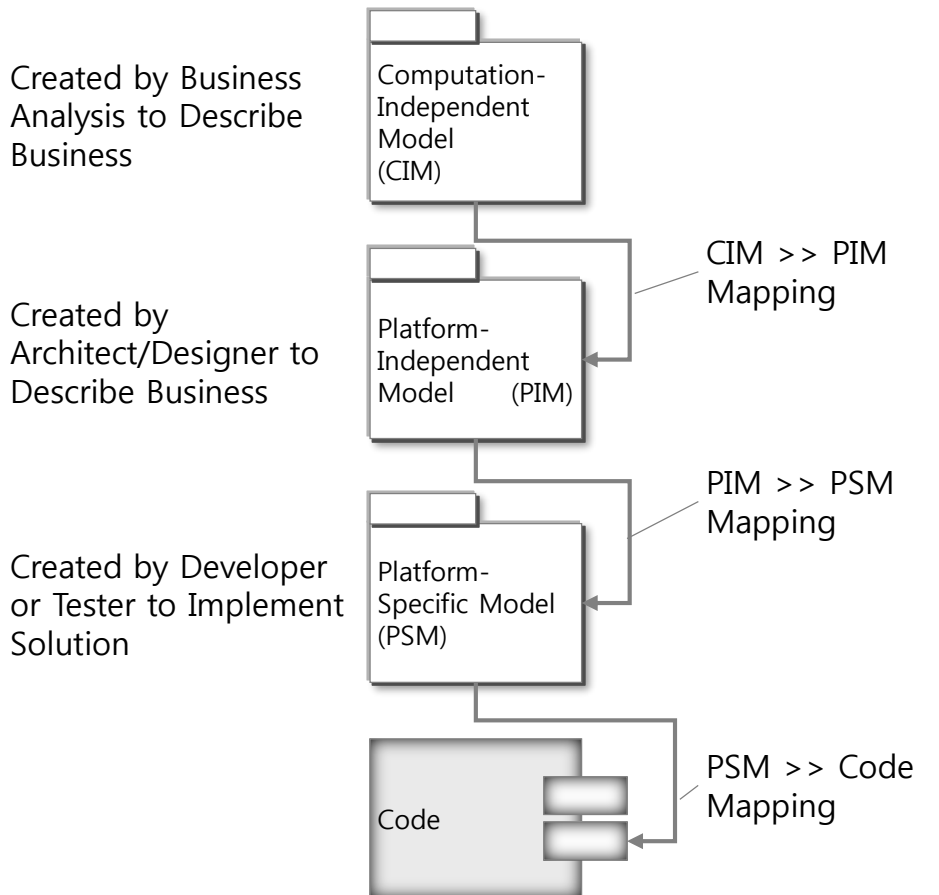 Created by Business
Analysis to Describe
Business
Computation-
Independent
Model
(CIM)
CIM >> PIM
Mapping
Created by
Architect/Designer to
Describe Business
Platform-
Independent
Model (PIM)
PIM >> PSM
Mapping
Created by Developer
or Tester to Implement
Solution
Platform-
Specific Model
(PSM)
PSM >> Code
Mapping
Code